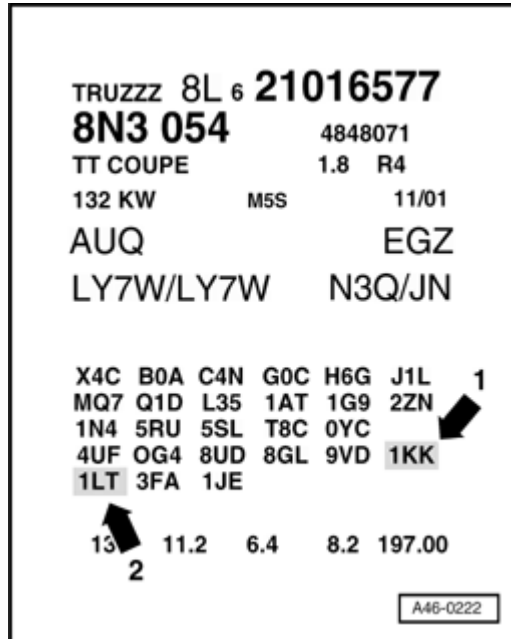 TRUZZZ 8L 6 21016577
8N3 054 4848071
TT COUPE 1.8 R4
132 KW M5S 11/01
AUQ EGZ
LY7W/LY7W N3Q/JN
X4C B0A C4N G0C H6G J1L 1
MQ7 Q1D L35 1AT 1G9 2ZN
1N4 5RU 5SL T8C 0YC
4UF OG4 8UD 8GL 9VD 1KK
1LT 3FA 1JE
11.2 6.4 8.2 197.00
2
A46-0222